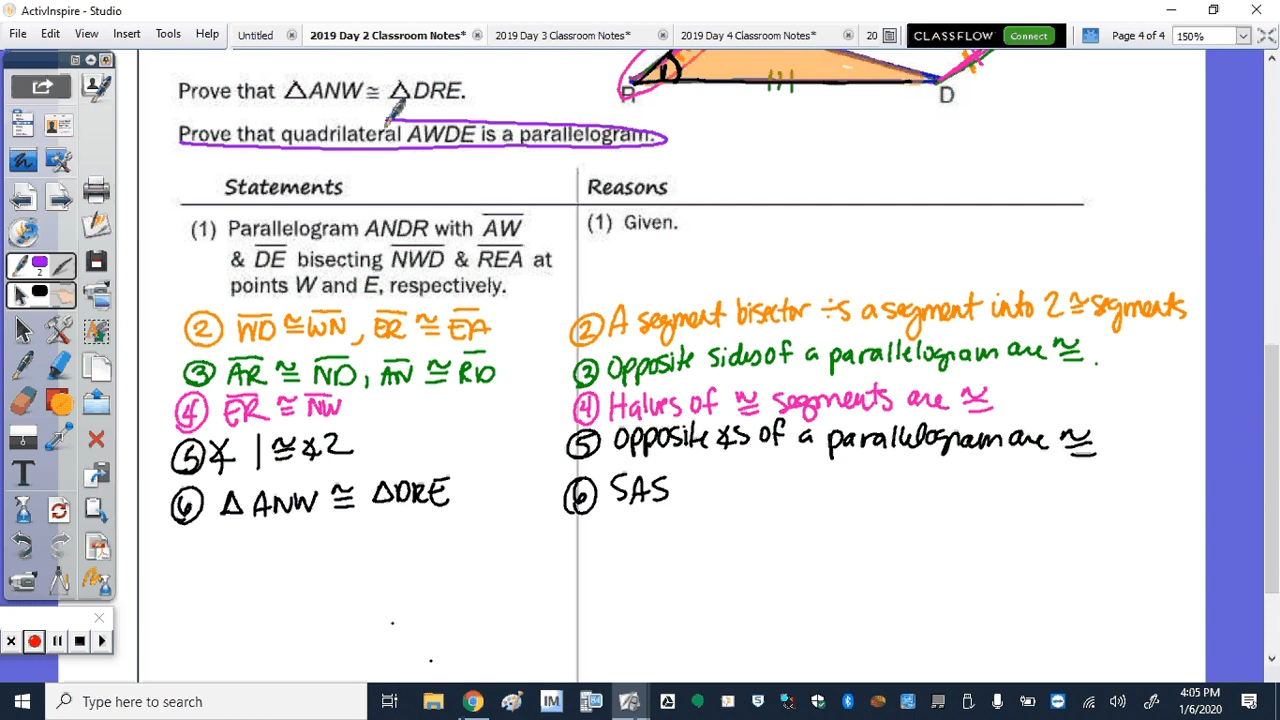 ActivInspire - Studio
File Edit View Insert Tools Help
Untitled 2019 Day 2 Classroom Notes* 2019 Day 3 Classroom Notes* 2019 Day 4 Classroom Notes* 20 CLASSFLOW Connect Page 4 of 4 150%
Prove that △ANW ≅ △DRE.
R D
Prove that quadrilateral AWDE is a parallelogram.
Statements Reasons
(1) Parallelogram ANDR with AW (1) Given.
& DE bisecting NWD & REA at
points W and E, respectively.
② WD ≅ WN, ER ≅ EA ② A segment bisector ÷s a segment into 2 ≅ segments
③ AR ≅ ND, AN ≅ RD ③ Opposite sides of a parallelogram are ≅.
④ ER ≅ NW ④ Halves of ≅ segments are ≅
⑤ ∡ 1 ≅ ∡2 ⑤ Opposite ∡s of a parallelogram are ≅
⑥ △ ANW ≅ △DRE ⑥ SAS
2
T
Type here to search
IM
4:05 PM
1/6/2020